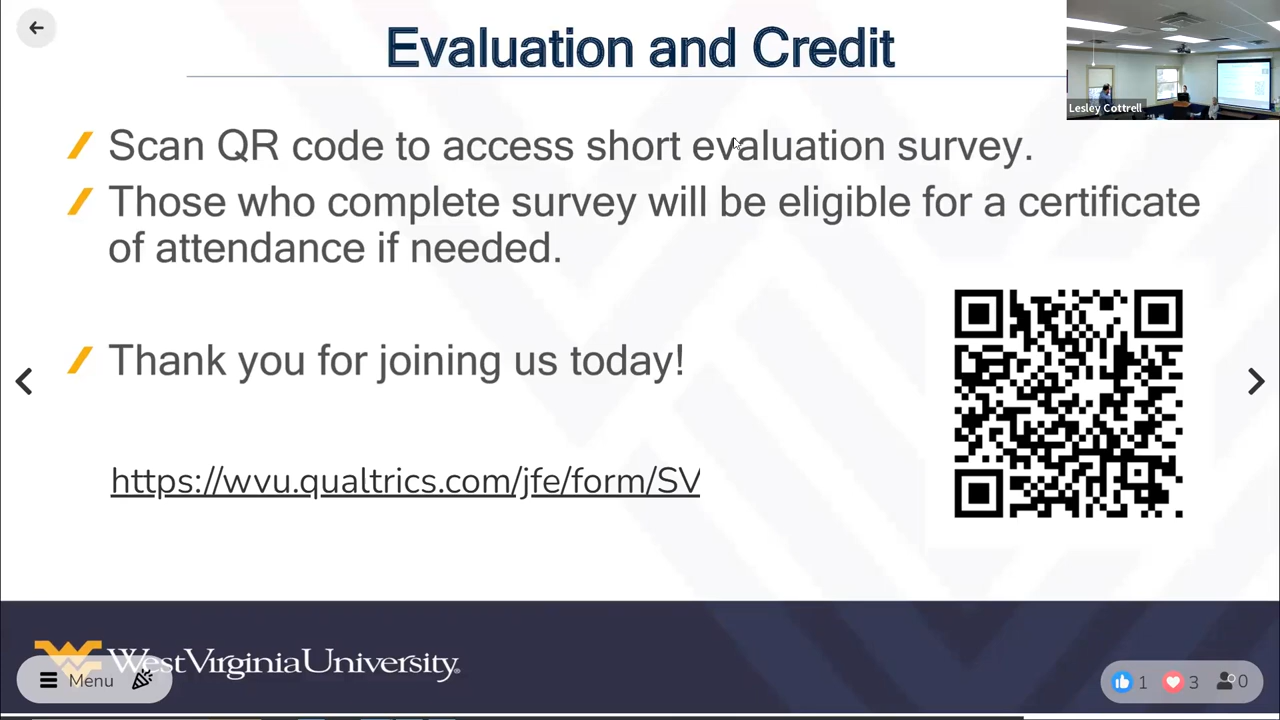 Evaluation and Credit
Lesley Cottrell
Scan QR code to access short evaluation survey.
Those who complete survey will be eligible for a certificate
of attendance if needed.
Thank you for joining us today!
https://wvu.qualtrics.com/jfe/form/SV
WestVirginiaUniversity.
Menu
1
3
0